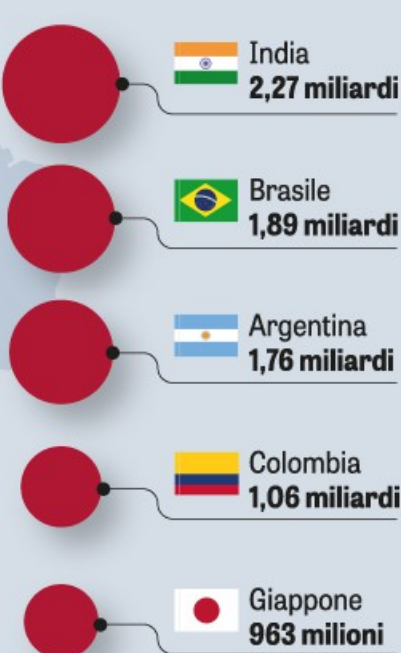 India
2,27 miliardi
Brasile
1,89 miliardi
Argentina
1,76 miliardi
Colombia
1,06 miliardi
Giappone
963 milioni